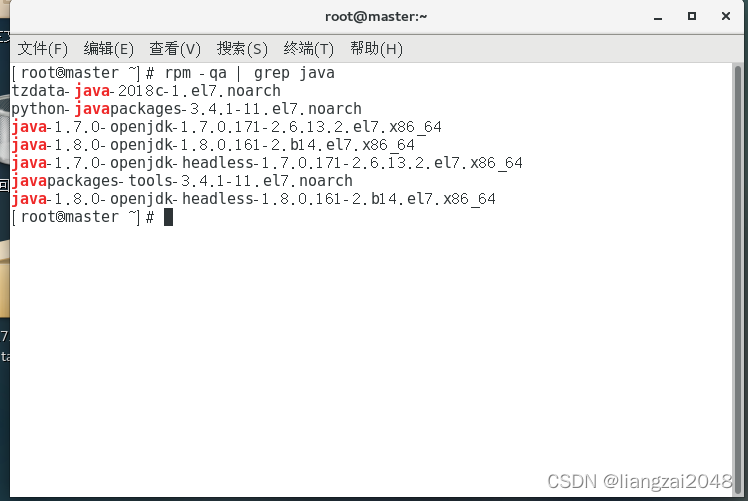 root@master:~
文件(F) 编辑(E) 查看(V) 搜索(S) 终端(T) 帮助(H)
[root@master ~]# rpm -qa | grep java
tzdata-java-2018c-1.el7.noarch
python-javapackages-3.4.1-11.el7.noarch
java-1.7.0-openjdk-1.7.0.171-2.6.13.2.el7.x86_64
java-1.8.0-openjdk-1.8.0.161-2.b14.el7.x86_64
java-1.7.0-openjdk-headless-1.7.0.171-2.6.13.2.el7.x86_64
javapackages-tools-3.4.1-11.el7.noarch
java-1.8.0-openjdk-headless-1.8.0.161-2.b14.el7.x86_64
[root@master ~]#
CSDN @liangzai2048